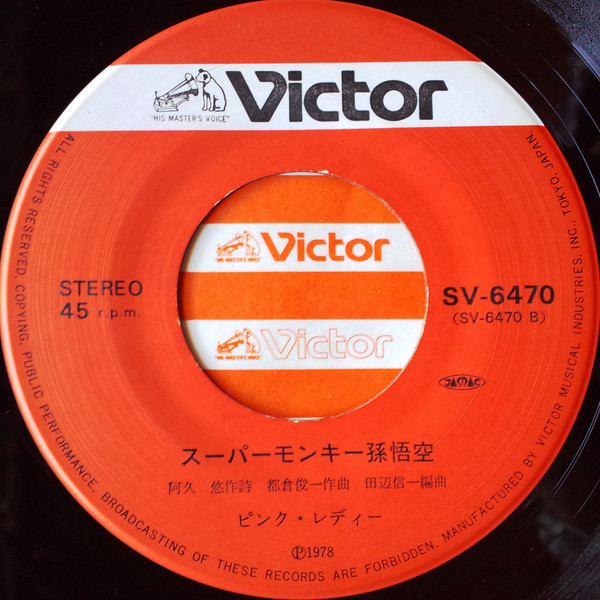 Victor
"HIS MASTER'S VOICE"
Victor
"HIS MASTER'S VOICE"
Victor
"HIS MASTER'S VOICE"
STEREO
45 r.p.m.
SV-6470
(SV-6470 B)
JASRAC
スーパーモンキー孫悟空
阿久 悠作詩 都倉俊一作曲 田辺信一編曲
ピンク・レディー
Ⓟ1978
ALL RIGHTS RESERVED. COPYING, PUBLIC PERFORMANCE, BROADCASTING OF THESE RECORDS ARE FORBIDDEN. MANUFACTURED BY VICTOR MUSICAL INDUSTRIES, INC., TOKYO, JAPAN